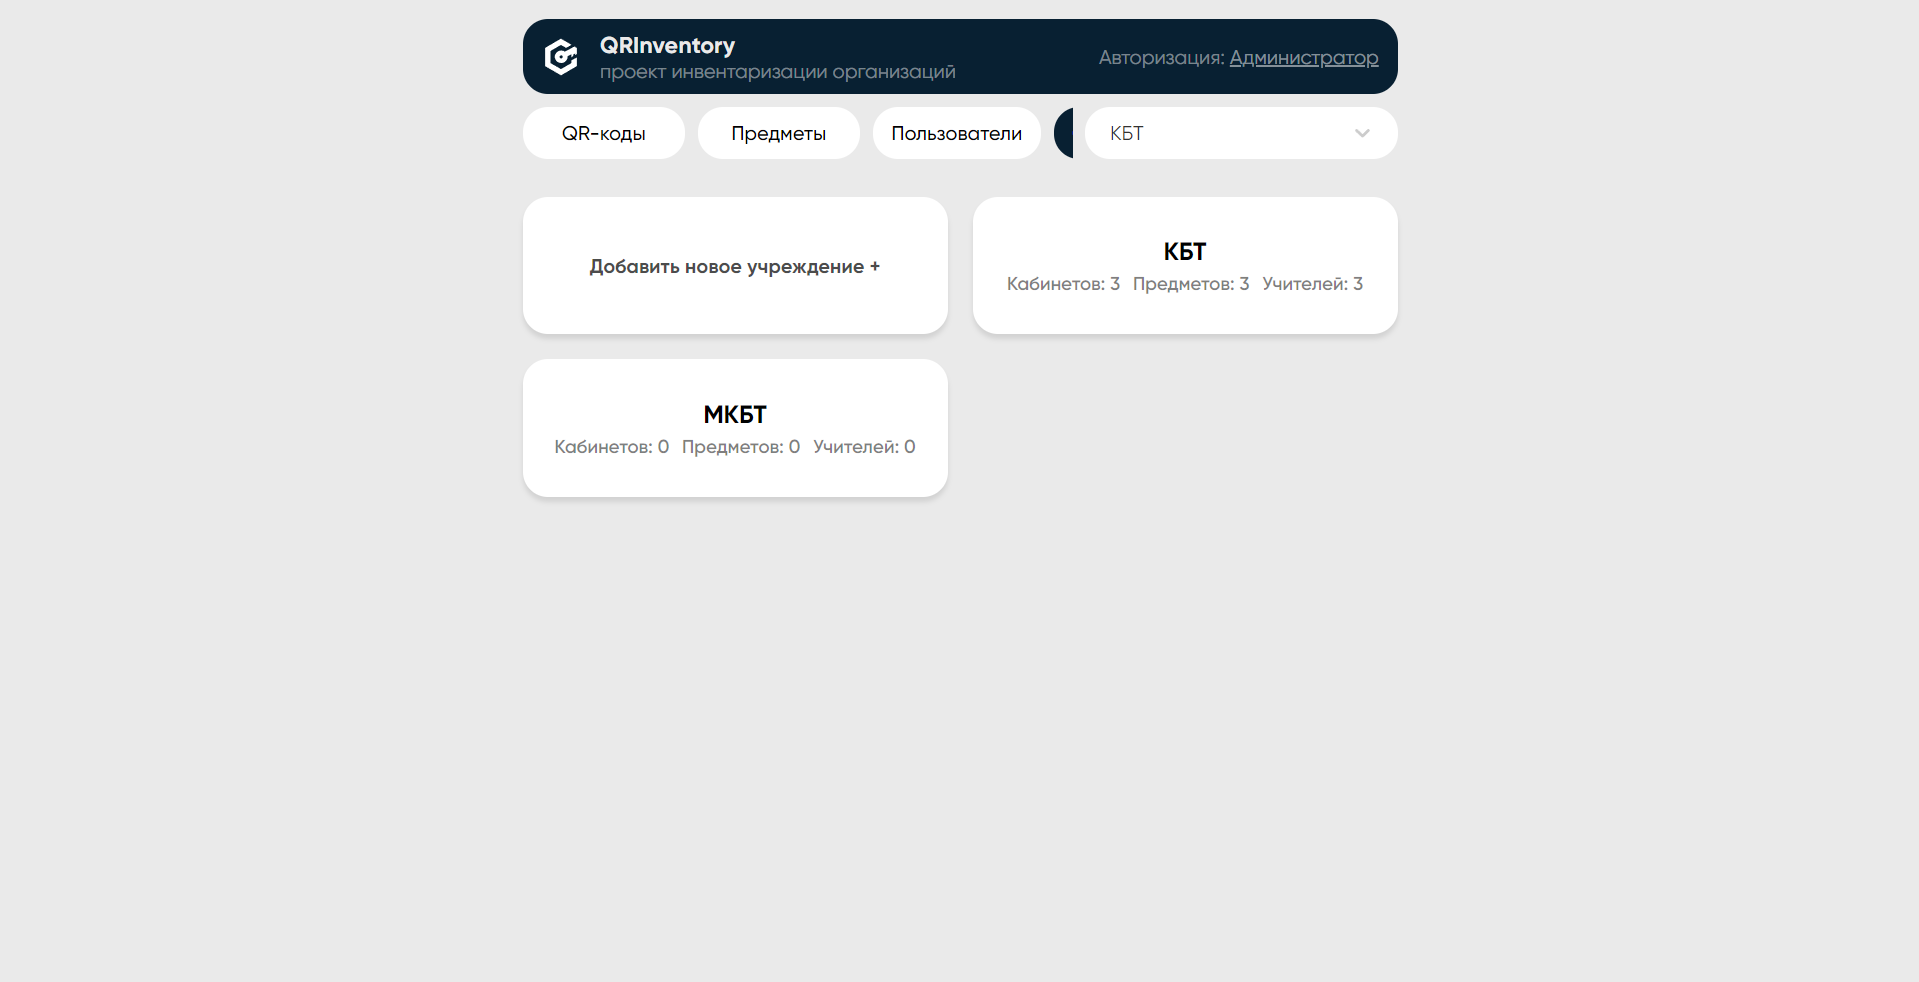 QRInventory
проект инвентаризации организаций
Авторизация: Администратор
QR-коды
Предметы
Пользователи
КБТ
Добавить новое учреждение +
КБТ
Кабинетов: 3 Предметов: 3 Учителей: 3
МКБТ
Кабинетов: 0 Предметов: 0 Учителей: 0